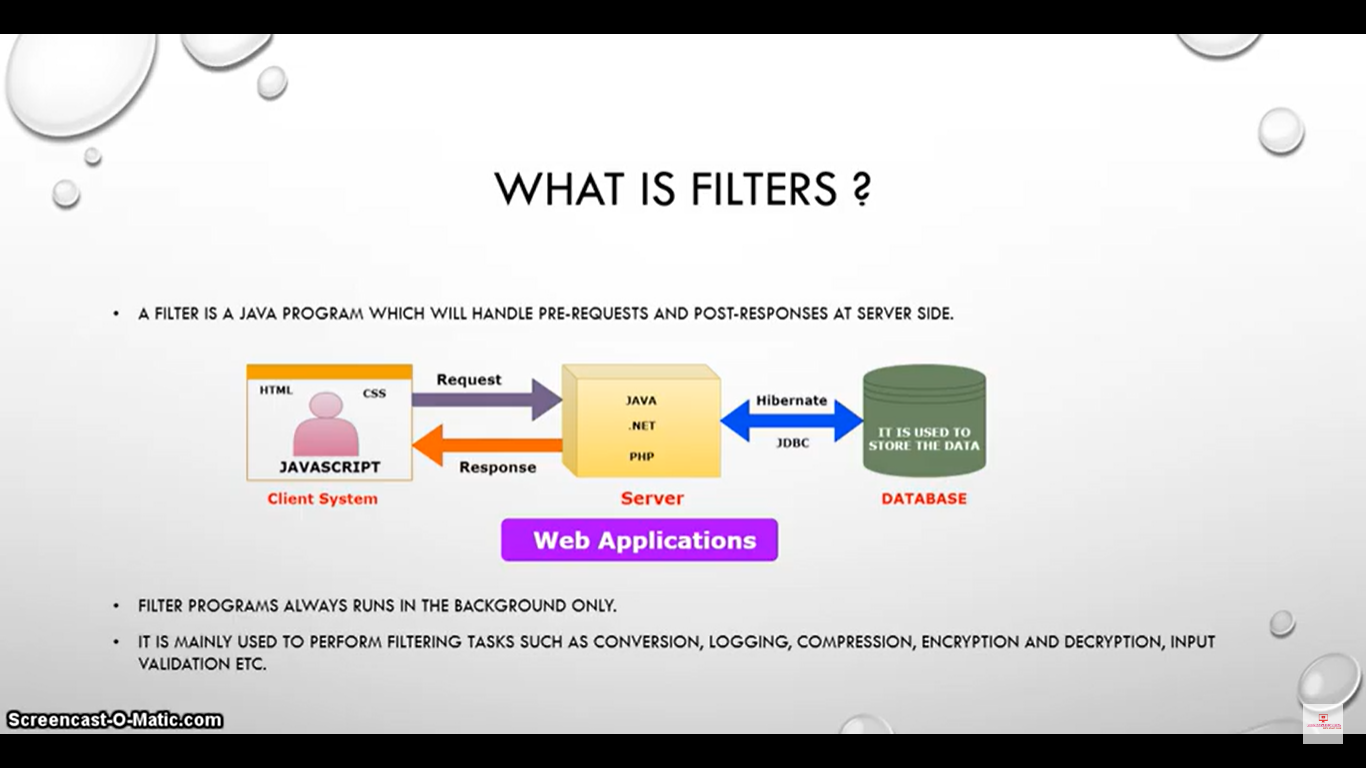 WHAT IS FILTERS ?
• A FILTER IS A JAVA PROGRAM WHICH WILL HANDLE PRE-REQUESTS AND POST-RESPONSES AT SERVER SIDE.
HTML
CSS
JAVASCRIPT
Client System
Request
Response
JAVA
.NET
PHP
Server
Hibernate
JDBC
IT IS USED TO
STORE THE DATA
DATABASE
Web Applications
• FILTER PROGRAMS ALWAYS RUNS IN THE BACKGROUND ONLY.
• IT IS MAINLY USED TO PERFORM FILTERING TASKS SUCH AS CONVERSION, LOGGING, COMPRESSION, ENCRYPTION AND DECRYPTION, INPUT
VALIDATION ETC.
Screencast-O-Matic.com